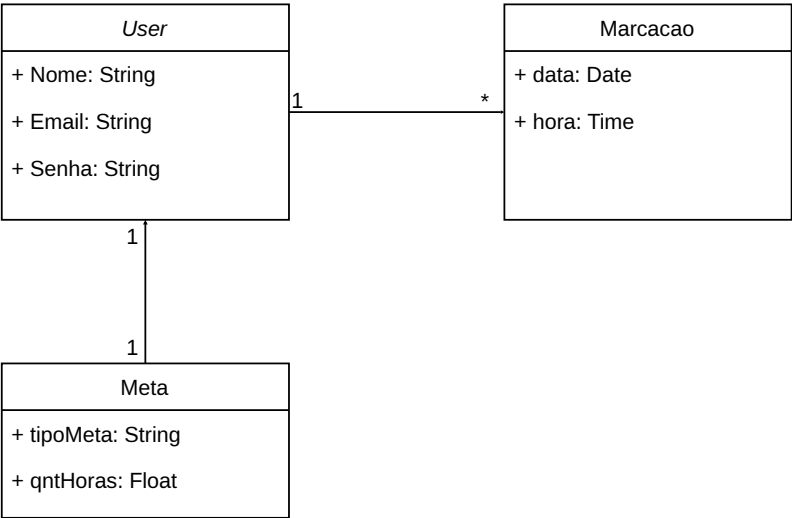 User
+ Nome: String
+ Email: String
+ Senha: String
1
*
Marcacao
+ data: Date
+ hora: Time
1
1
Meta
+ tipoMeta: String
+ qntHoras: Float